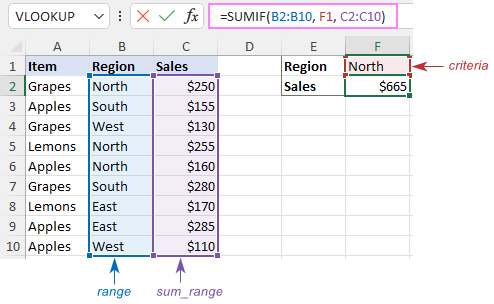 VLOOKUP fx =SUMIF(B2:B10, F1, C2:C10)
A B C D E F
1 Item Region Sales Region North criteria
2 Grapes North $250 Sales $665
3 Apples South $155
4 Grapes West $130
5 Lemons North $255
6 Apples North $160
7 Grapes South $280
8 Lemons East $170
9 Apples East $285
10 Apples West $110
range sum_range